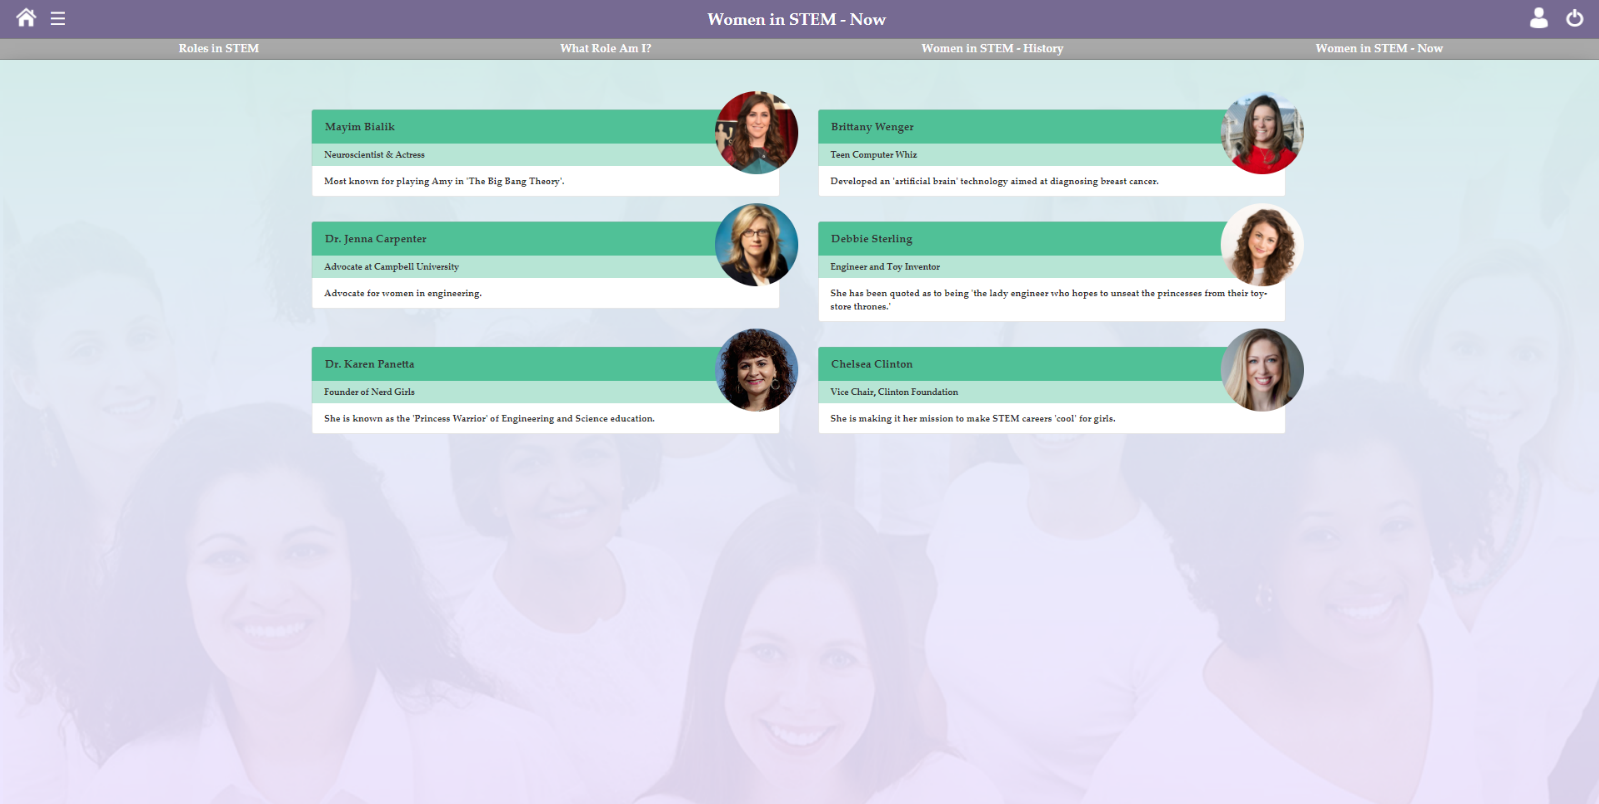 Women in STEM - Now
Roles in STEM
What Role Am I?
Women in STEM - History
Women in STEM - Now
Mayim Bialik
Neuroscientist & Actress
Most known for playing Amy in 'The Big Bang Theory'.
Brittany Wenger
Teen Computer Whiz
Developed an 'artificial brain' technology aimed at diagnosing breast cancer.
Dr. Jenna Carpenter
Advocate at Campbell University
Advocate for women in engineering.
Debbie Sterling
Engineer and Toy Inventor
She has been quoted as to being 'the lady engineer who hopes to unseat the princesses from their toy-
store thrones.'
Dr. Karen Panetta
Founder of Nerd Girls
She is known as the 'Princess Warrior' of Engineering and Science education.
Chelsea Clinton
Vice Chair, Clinton Foundation
She is making it her mission to make STEM careers 'cool' for girls.